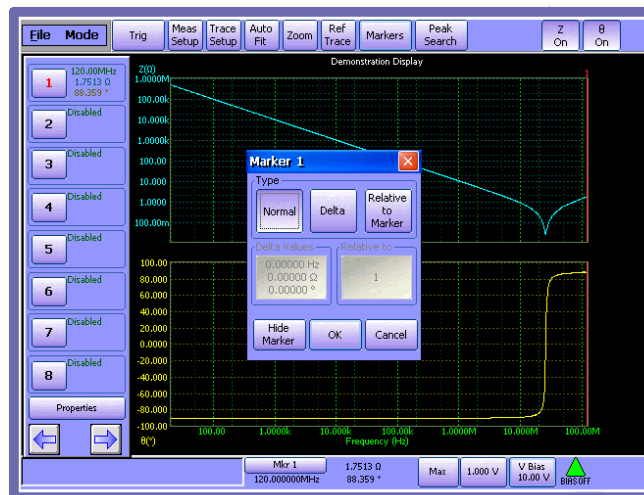 File Mode Trig Meas Setup Trace Setup Auto Fit Zoom Ref Trace Markers Peak Search Z On θ On
Demonstration Display
1 120.00MHz
1.7513 Ω
88.359 °
2 Disabled
3 Disabled
4 Disabled
5 Disabled
6 Disabled
7 Disabled
8 Disabled
Properties
Z(Ω)
1.0000M
100.00k
10.000k
1.0000k
100.00
10.000
1.0000
100.00m
1
Marker 1
Type
Normal Delta Relative to Marker
Delta Values
0.00000 Hz
0.00000 Ω
0.00000 °
Relative to
1
Hide Marker OK Cancel
100.00
80.000
60.000
40.000
20.000
0.0000
-20.000
-40.000
-60.000
-80.000
-100.00
θ(°)
100.00 1.0000k 10.000k 100.00k 1.0000M 10.000M 100.00M
Frequency (Hz)
Mkr 1 1.7513 Ω
120.000000MHz 88.359 °
Max 1.000 V V Bias 10.00 V BIAS OFF